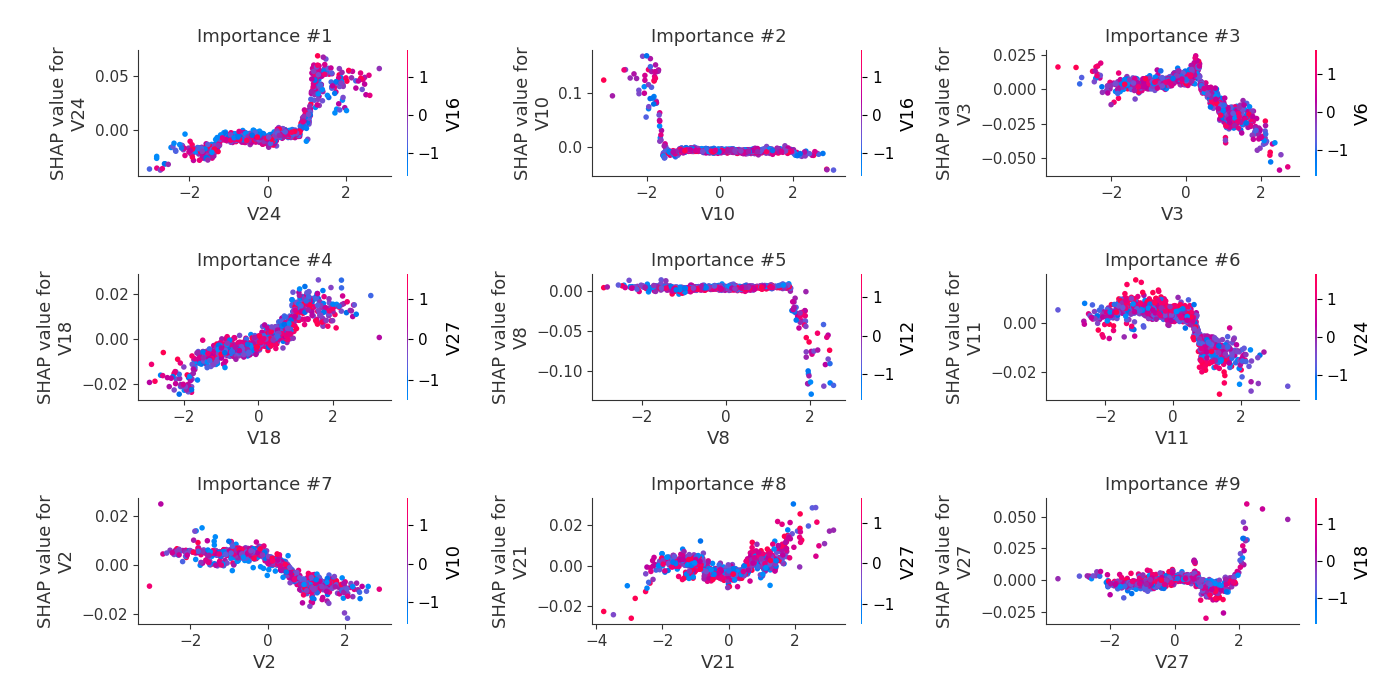 Importance #1
SHAP value for
V24
0.05
0.00
−2
0
2
V24
1
0
−1
V16
Importance #2
SHAP value for
V10
0.1
0.0
−2
0
2
V10
1
0
−1
V16
Importance #3
SHAP value for
V3
0.025
0.000
−0.025
−0.050
−2
0
2
V3
1
0
−1
V6
Importance #4
SHAP value for
V18
0.02
0.00
−0.02
−2
0
2
V18
1
0
−1
V27
Importance #5
SHAP value for
V8
0.00
−0.05
−0.10
−2
0
2
V8
1
0
−1
V12
Importance #6
SHAP value for
V11
0.00
−0.02
−2
0
2
V11
1
0
−1
V24
Importance #7
SHAP value for
V2
0.02
0.00
−0.02
−2
0
2
V2
1
0
−1
V10
Importance #8
SHAP value for
V21
0.02
0.00
−0.02
−4
−2
0
2
V21
1
0
−1
V27
Importance #9
SHAP value for
V27
0.050
0.025
0.000
−0.025
−2
0
2
V27
1
0
−1
V18